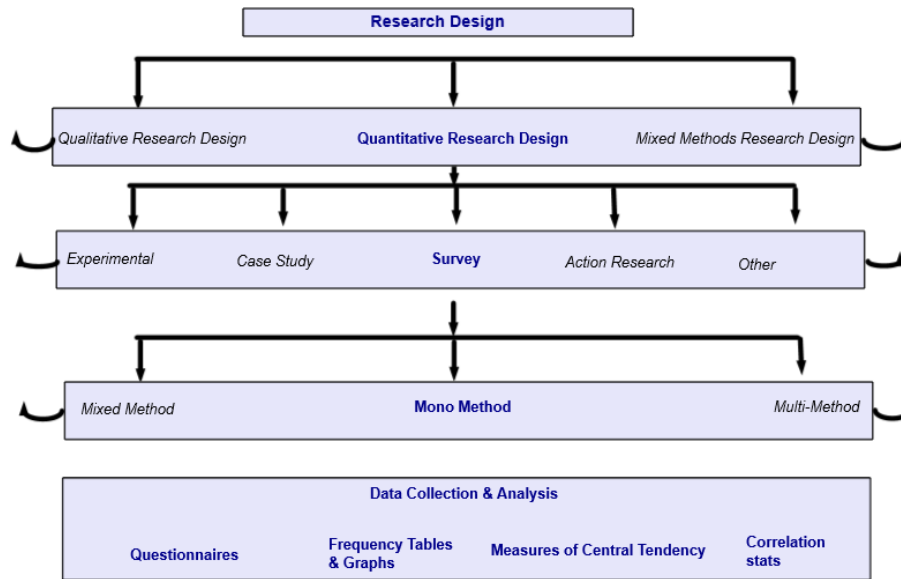 Research Design
Qualitative Research Design
Quantitative Research Design
Mixed Methods Research Design
Experimental
Case Study
Survey
Action Research
Other
Mixed Method
Mono Method
Multi-Method
Data Collection & Analysis
Questionnaires
Frequency Tables
& Graphs
Measures of Central Tendency
Correlation
stats